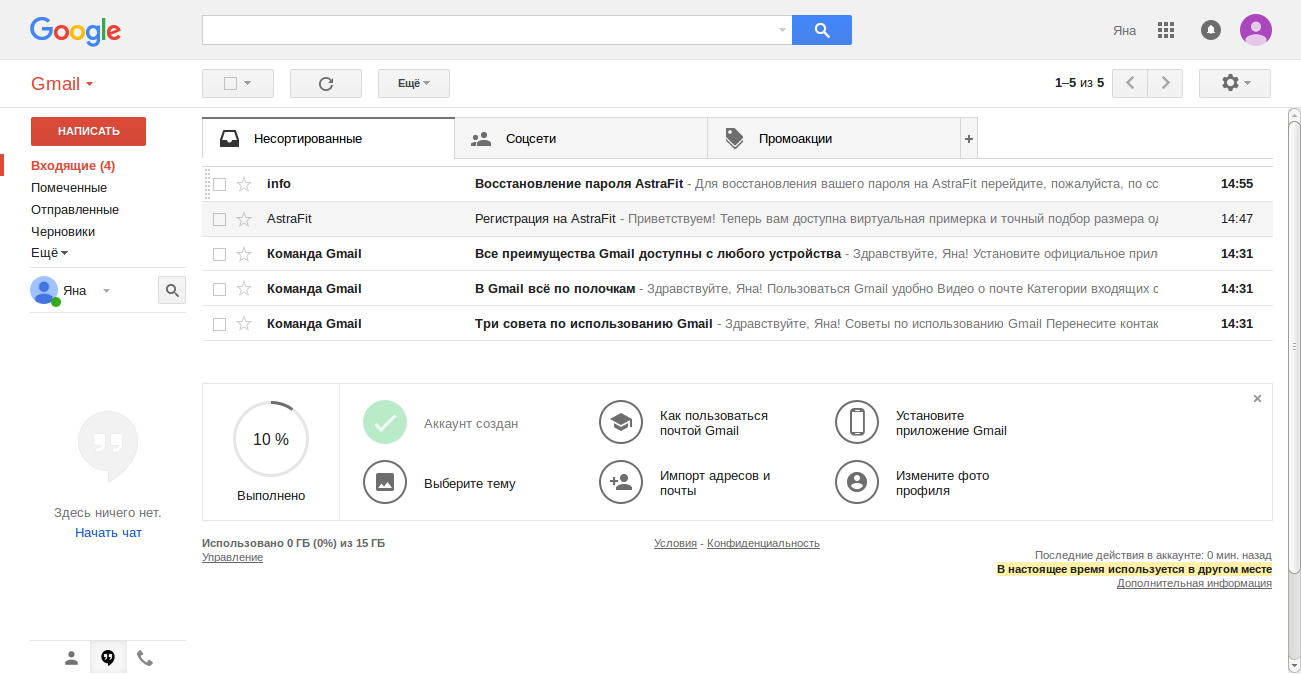 Google
Яна
Gmail
Ещё
1–5 из 5
НАПИСАТЬ
Входящие (4)
Помеченные
Отправленные
Черновики
Ещё
Яна
Здесь ничего нет.
Начать чат
Несортированные
Соцсети
Промоакции
+
info Восстановление пароля AstraFit - Для восстановления вашего пароля на AstraFit перейдите, пожалуйста, по сс 14:55
AstraFit Регистрация на AstraFit - Приветствуем! Теперь вам доступна виртуальная примерка и точный подбор размера од 14:47
Команда Gmail Все преимущества Gmail доступны с любого устройства - Здравствуйте, Яна! Установите официальное прил 14:31
Команда Gmail В Gmail всё по полочкам - Здравствуйте, Яна! Пользоваться Gmail удобно Видео о почте Категории входящих с 14:31
Команда Gmail Три совета по использованию Gmail - Здравствуйте, Яна! Советы по использованию Gmail Перенесите контак 14:31
10 %
Выполнено
Аккаунт создан
Как пользоваться
почтой Gmail
Установите
приложение Gmail
Выберите тему
Импорт адресов и
почты
Измените фото
профиля
Использовано 0 ГБ (0%) из 15 ГБ
Управление
Условия - Конфиденциальность
Последние действия в аккаунте: 0 мин. назад
В настоящее время используется в другом месте
Дополнительная информация